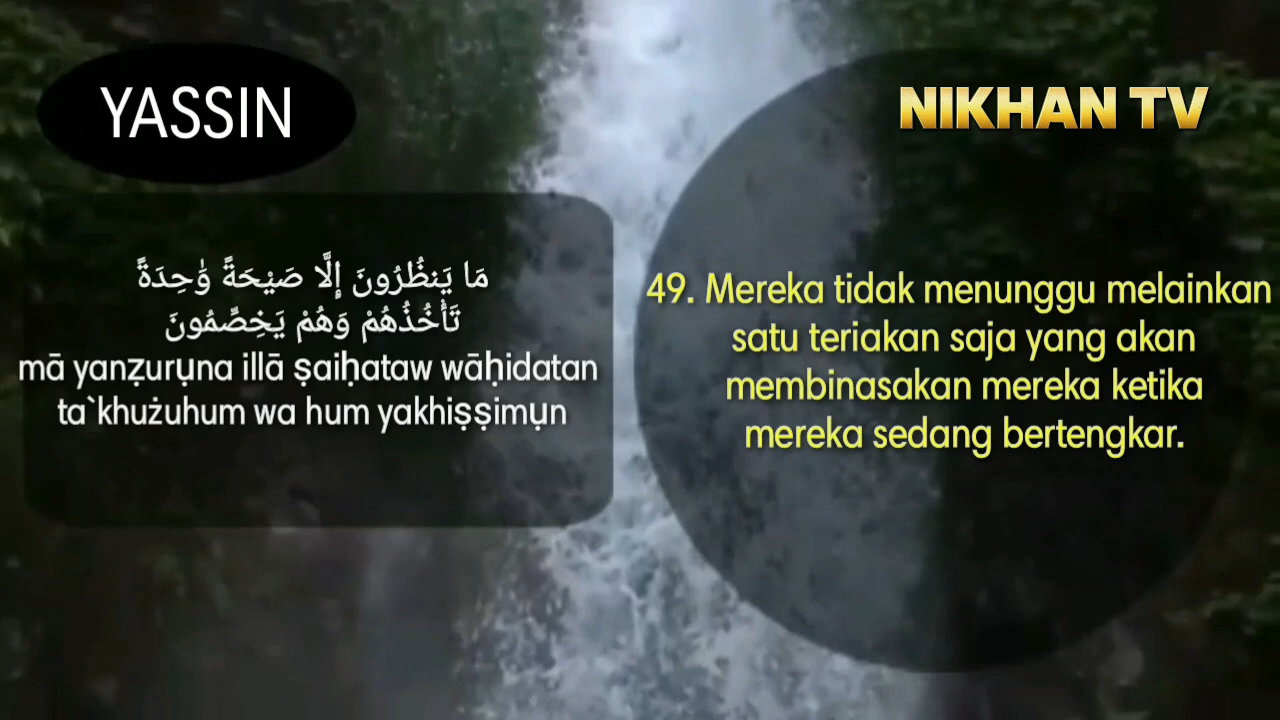 YASSIN
NIKHAN TV
مَا يَنظُرُونَ إِلَّا صَيْحَةً وَٰحِدَةً
تَأْخُذُهُمْ وَهُمْ يَخِصِّمُونَ
mā yanẓurụna illā ṣaiḥataw wāḥidatan
ta`khużuhum wa hum yakhiṣṣimụn
49. Mereka tidak menunggu melainkan
satu teriakan saja yang akan
membinasakan mereka ketika
mereka sedang bertengkar.